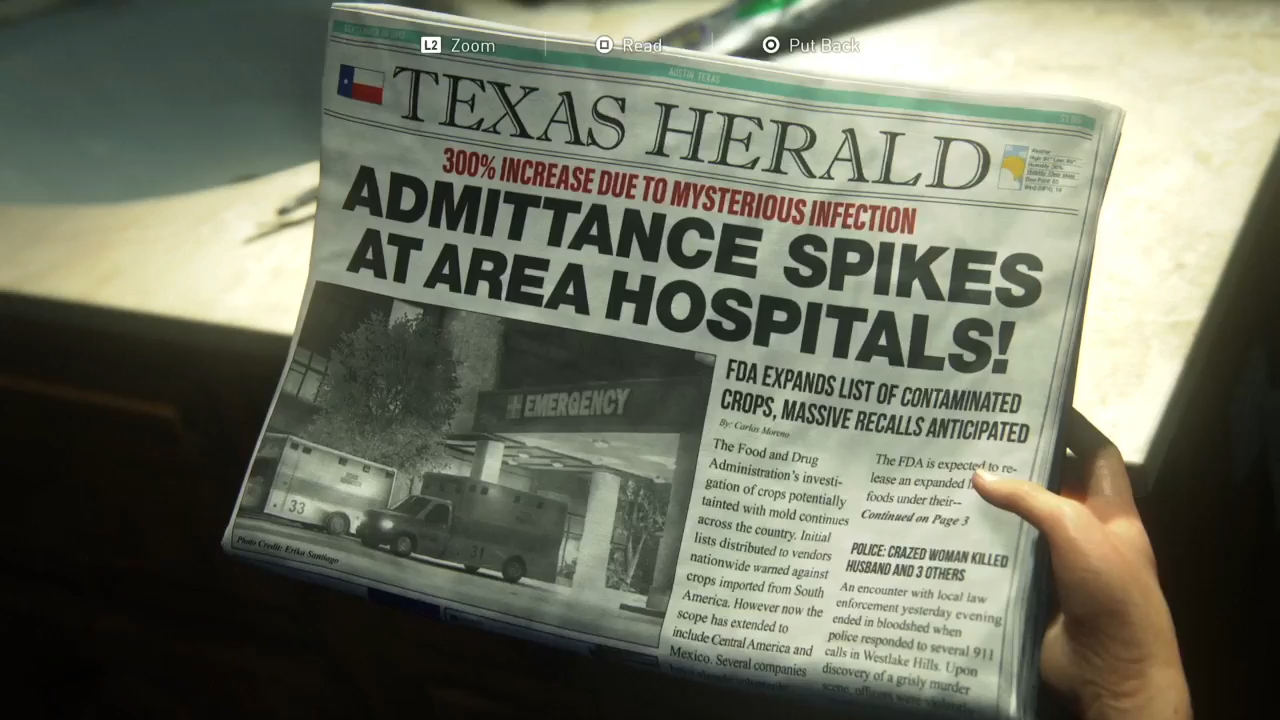 L2 Zoom
Read
Put Back
AUSTIN TEXAS
TEXAS HERALD
300% INCREASE DUE TO MYSTERIOUS INFECTION
ADMITTANCE SPIKES
AT AREA HOSPITALS!
EMERGENCY
33
31
Photo Credit: Erika Santiago
FDA EXPANDS LIST OF CONTAMINATED
CROPS, MASSIVE RECALLS ANTICIPATED
By: Carlos Moreno
The Food and Drug
Administration's investi-
gation of crops potentially
tainted with mold continues
across the country. Initial
lists distributed to vendors
nationwide warned against
crops imported from South
America. However now the
scope has extended to
include Central America and
Mexico. Several companies
The FDA is expected to re-
lease an expanded
foods under their--
Continued on Page 3
POLICE: CRAZED WOMAN KILLED
HUSBAND AND 3 OTHERS
An encounter with local law
enforcement yesterday evening
ended in bloodshed when
police responded to several 911
calls in Westlake Hills. Upon
discovery of a grisly murder
scene, officers were